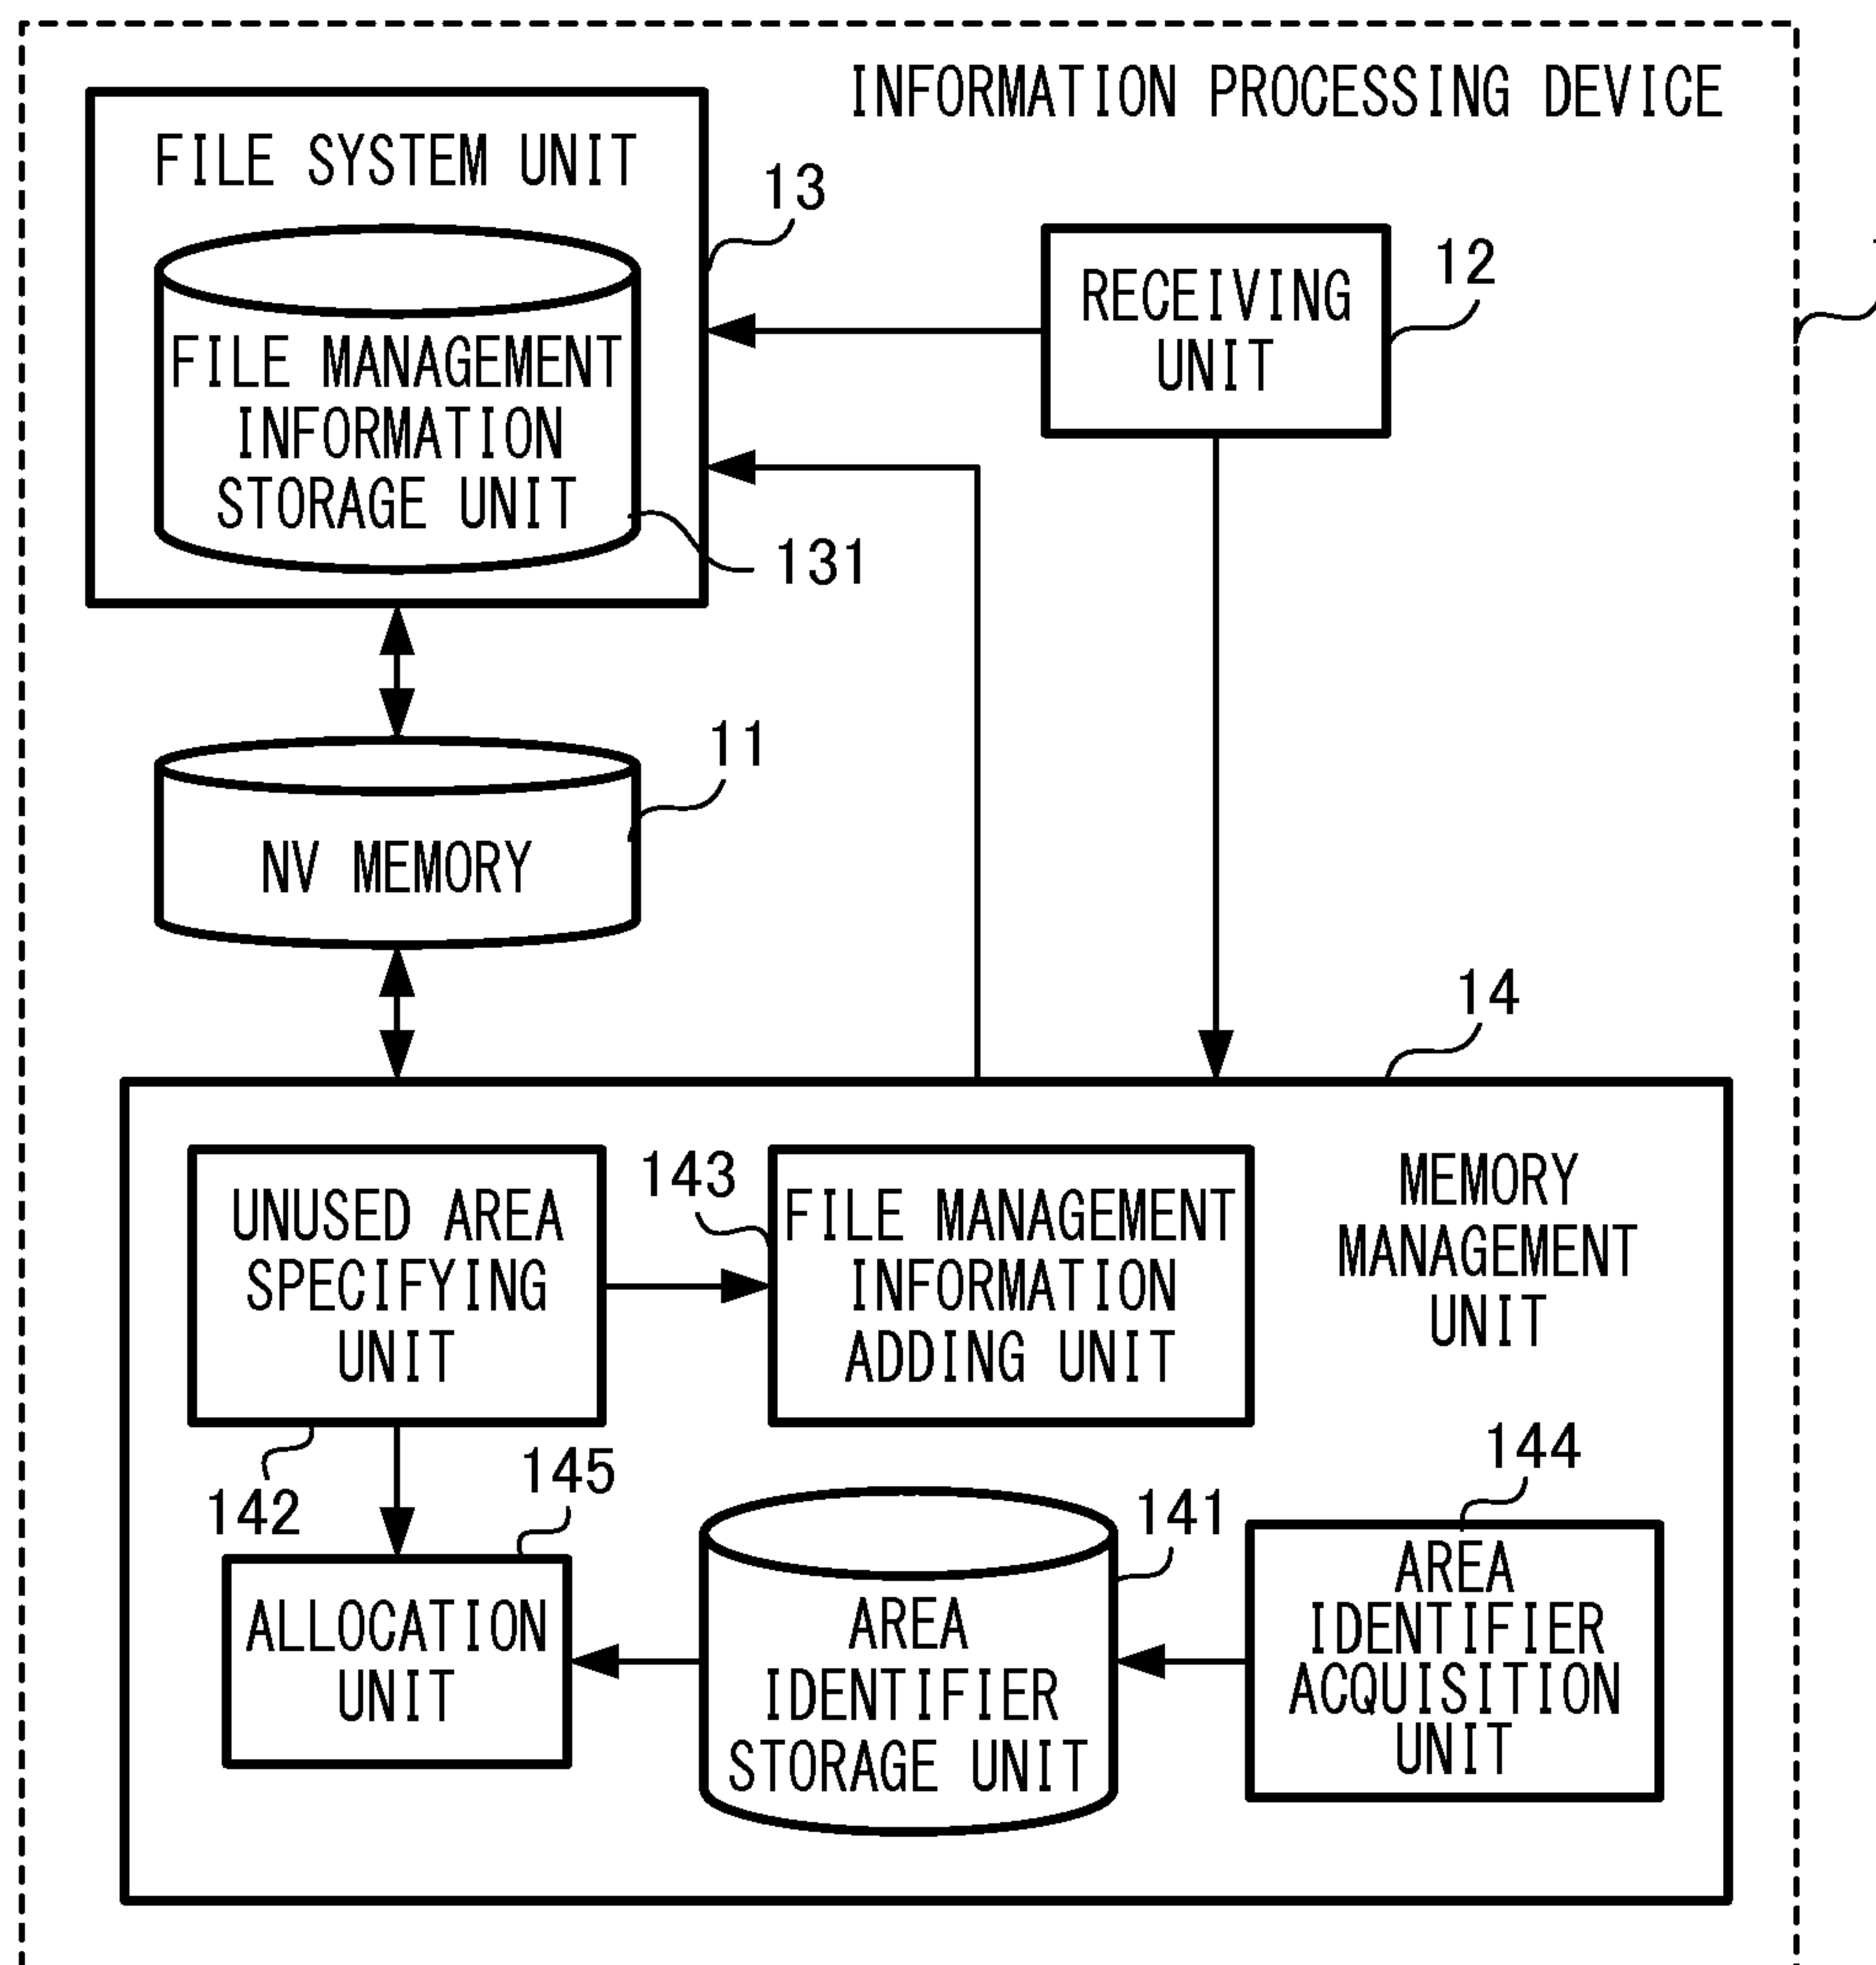 INFORMATION PROCESSING DEVICE
FILE SYSTEM UNIT
13
12
RECEIVING
UNIT
FILE MANAGEMENT
INFORMATION
STORAGE UNIT
131
11
NV MEMORY
14
MEMORY
MANAGEMENT
UNIT
143
UNUSED AREA
SPECIFYING
UNIT
FILE MANAGEMENT
INFORMATION
ADDING UNIT
142
145
141
144
ALLOCATION
UNIT
AREA
IDENTIFIER
STORAGE UNIT
AREA
IDENTIFIER
ACQUISITION
UNIT